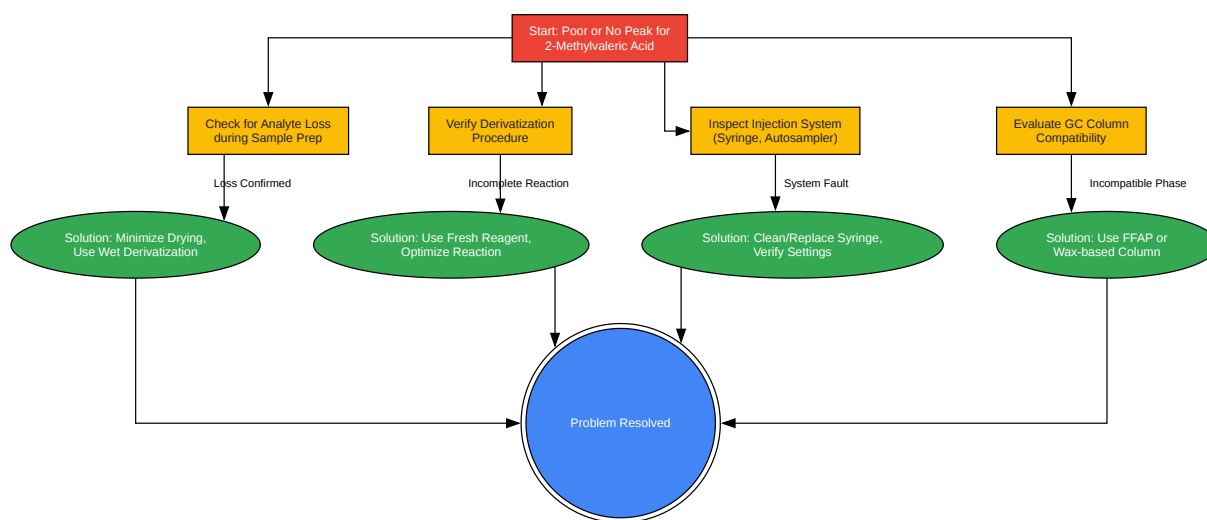 Start: Poor or No Peak for
2-Methylvaleric Acid
Check for Analyte Loss
during Sample Prep
Verify Derivatization
Procedure
Inspect Injection System
(Syringe, Autosampler)
Evaluate GC Column
Compatibility
Loss Confirmed
Incomplete Reaction
System Fault
Incompatible Phase
Solution: Minimize Drying,
Use Wet Derivatization
Solution: Use Fresh Reagent,
Optimize Reaction
Solution: Clean/Replace Syringe,
Verify Settings
Solution: Use FFAP or
Wax-based Column
Problem Resolved